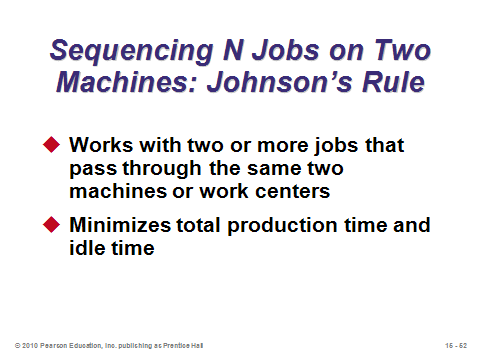 Sequencing N Jobs on Two
Machines: Johnson's Rule
Works with two or more jobs that
pass through the same two
machines or work centers
Minimizes total production time and
idle time
© 2010 Pearson Education, Inc. publishing as Prentice Hall
15 - 52